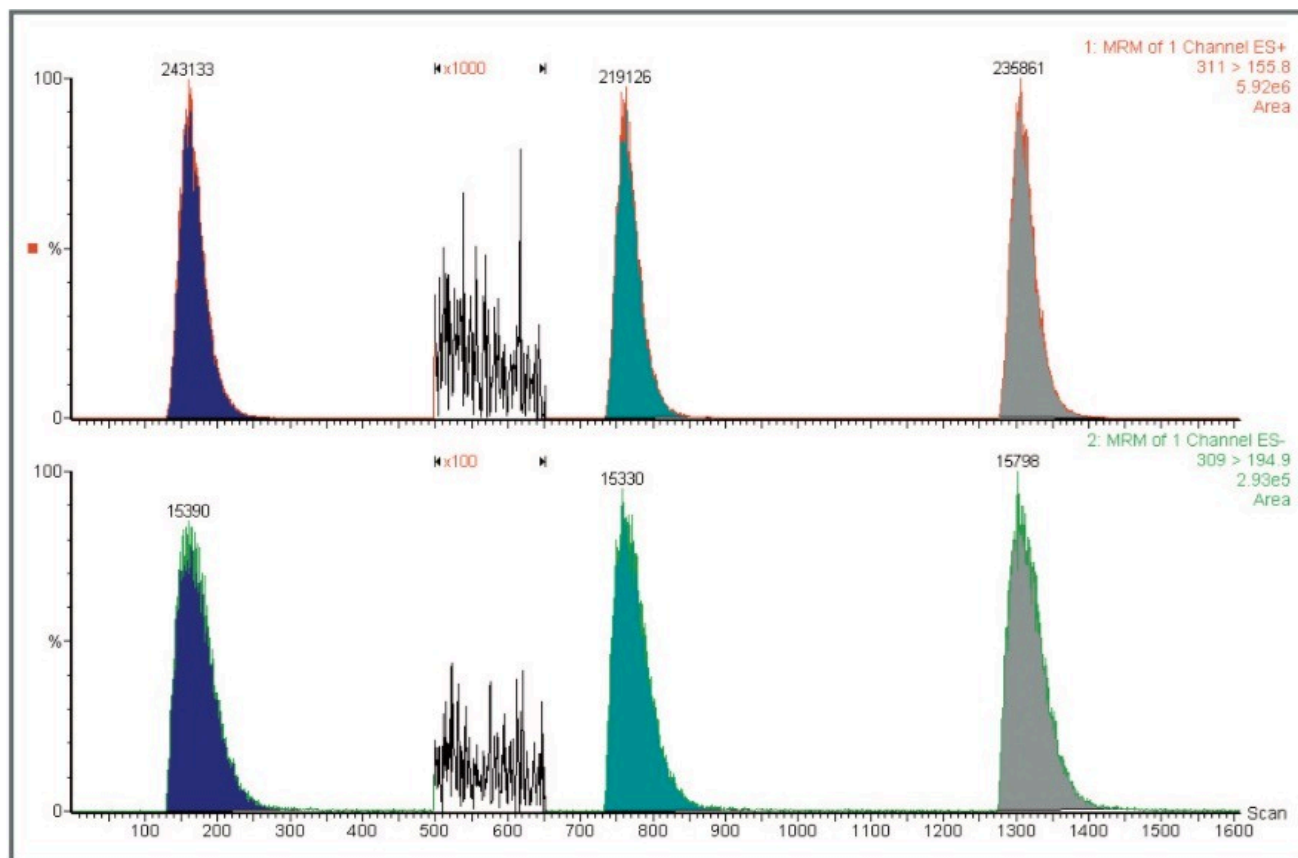 1: MRM of 1 Channel ES+
311 > 155.8
5.92e6
Area
243133
x1000
219126
235861
100
%
0
2: MRM of 1 Channel ES-
309 > 194.9
2.93e5
Area
x100
15390
15330
15798
100
%
0
Scan
100 200 300 400 500 600 700 800 900 1000 1100 1200 1300 1400 1500 1600